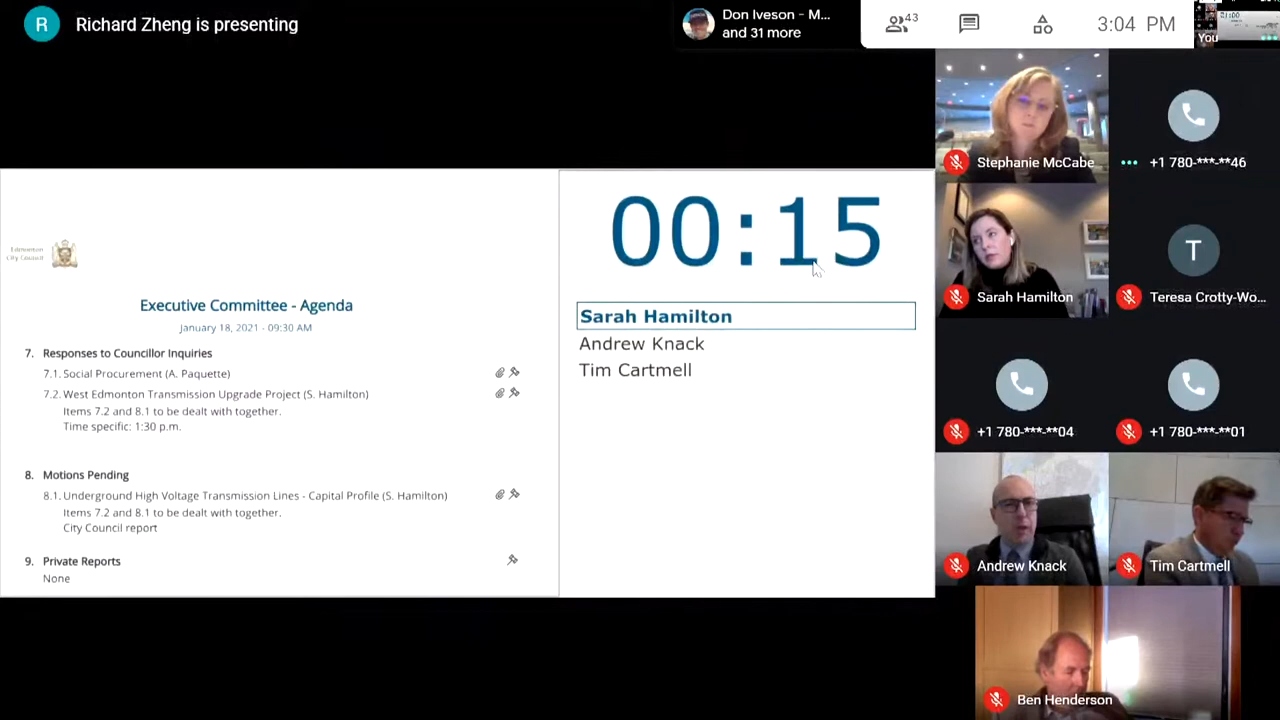 R
Richard Zheng is presenting
Don Iveson - M...
and 31 more
43
3:04 PM
You
Edmonton
City Council
Executive Committee - Agenda
January 18, 2021 - 09:30 AM
7. Responses to Councillor Inquiries
7.1. Social Procurement (A. Paquette)
7.2. West Edmonton Transmission Upgrade Project (S. Hamilton)
Items 7.2 and 8.1 to be dealt with together.
Time specific: 1:30 p.m.
8. Motions Pending
8.1. Underground High Voltage Transmission Lines - Capital Profile (S. Hamilton)
Items 7.2 and 8.1 to be dealt with together.
City Council report
9. Private Reports
None
00:15
Sarah Hamilton
Andrew Knack
Tim Cartmell
Stephanie McCabe
+1 780-***-**46
Sarah Hamilton
T
Teresa Crotty-Wo...
+1 780-***-**04
+1 780-***-**01
Andrew Knack
Tim Cartmell
Ben Henderson